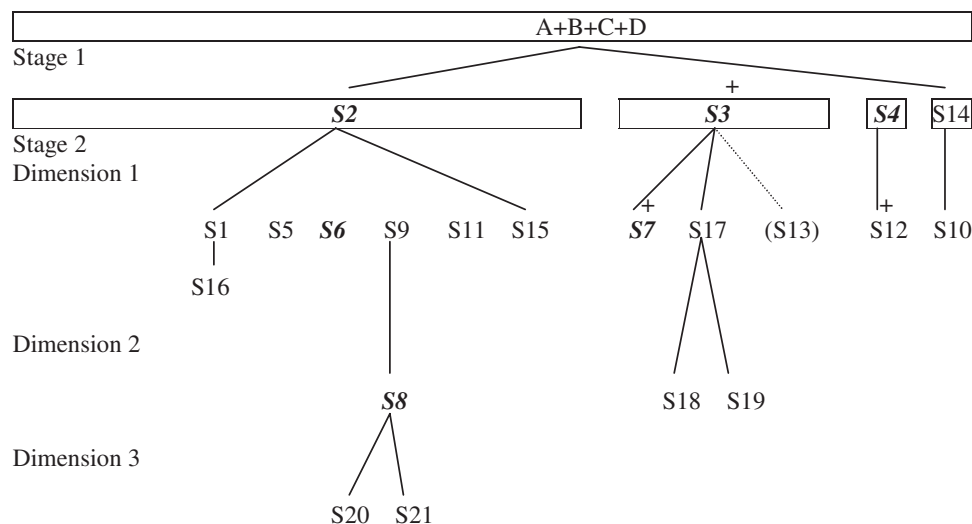 A+B+C+D
Stage 1
+
S2 S3 S4 S14
Stage 2
Dimension 1
+ +
S1 S5 S6 S9 S11 S15 S7 S17 (S13) S12 S10
S16
Dimension 2
S8 S18 S19
Dimension 3
S20 S21